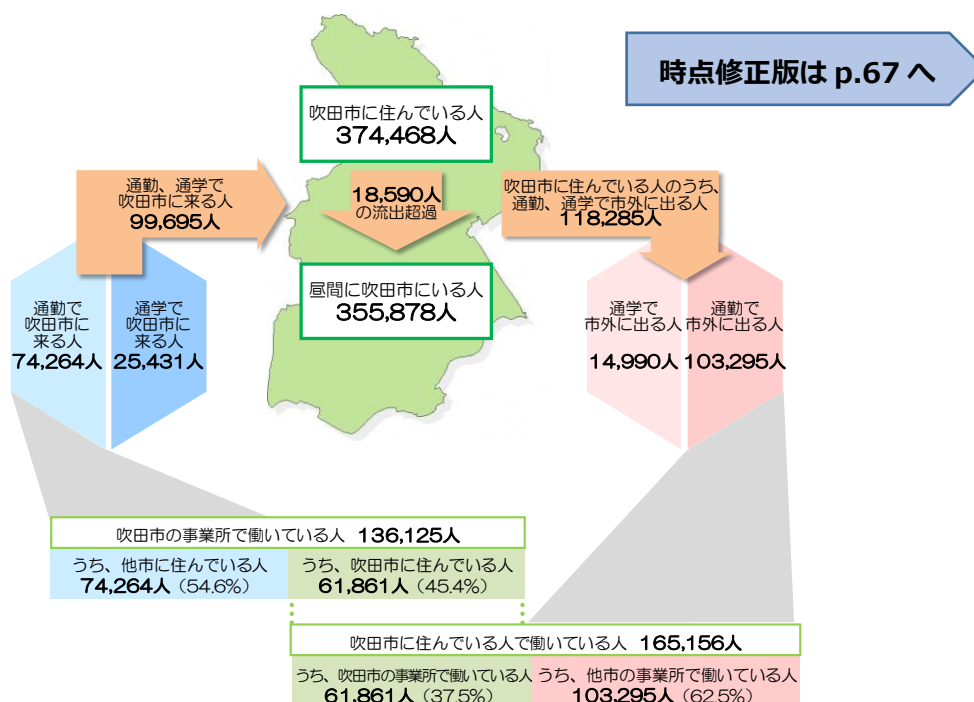 時点修正版は p.67 へ
吹田市に住んでいる人
374,468人
通勤、通学で
吹田市に来る人
99,695人
18,590人
の流出超過
吹田市に住んでいる人のうち、
通勤、通学で市外に出る人
118,285人
昼間に吹田市にいる人
355,878人
通勤で
吹田市に
来る人
74,264人
通学で
吹田市に
来る人
25,431人
通学で
市外に出る人
14,990人
通勤で
市外に出る人
103,295人
吹田市の事業所で働いている人 136,125人
うち、他市に住んでいる人
74,264人（54.6%）
うち、吹田市に住んでいる人
61,861人（45.4%）
吹田市に住んでいる人で働いている人 165,156人
うち、吹田市の事業所で働いている人
61,861人（37.5%）
うち、他市の事業所で働いている人
103,295人（62.5%）